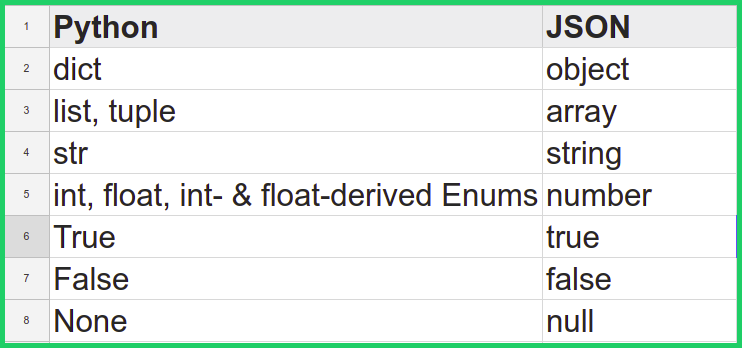 1 Python JSON
2 dict object
3 list, tuple array
4 str string
5 int, float, int- & float-derived Enums number
6 True true
7 False false
8 None null